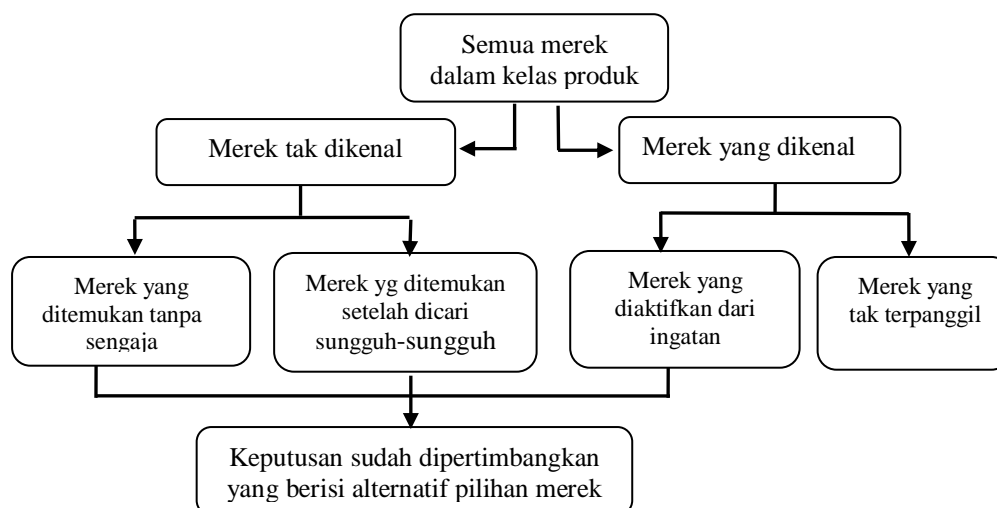 Semua merek
dalam kelas produk
Merek tak dikenal
Merek yang dikenal
Merek yang
ditemukan tanpa
sengaja
Merek yg ditemukan
setelah dicari
sungguh-sungguh
Merek yang
diaktifkan dari
ingatan
Merek yang
tak terpanggil
Keputusan sudah dipertimbangkan
yang berisi alternatif pilihan merek